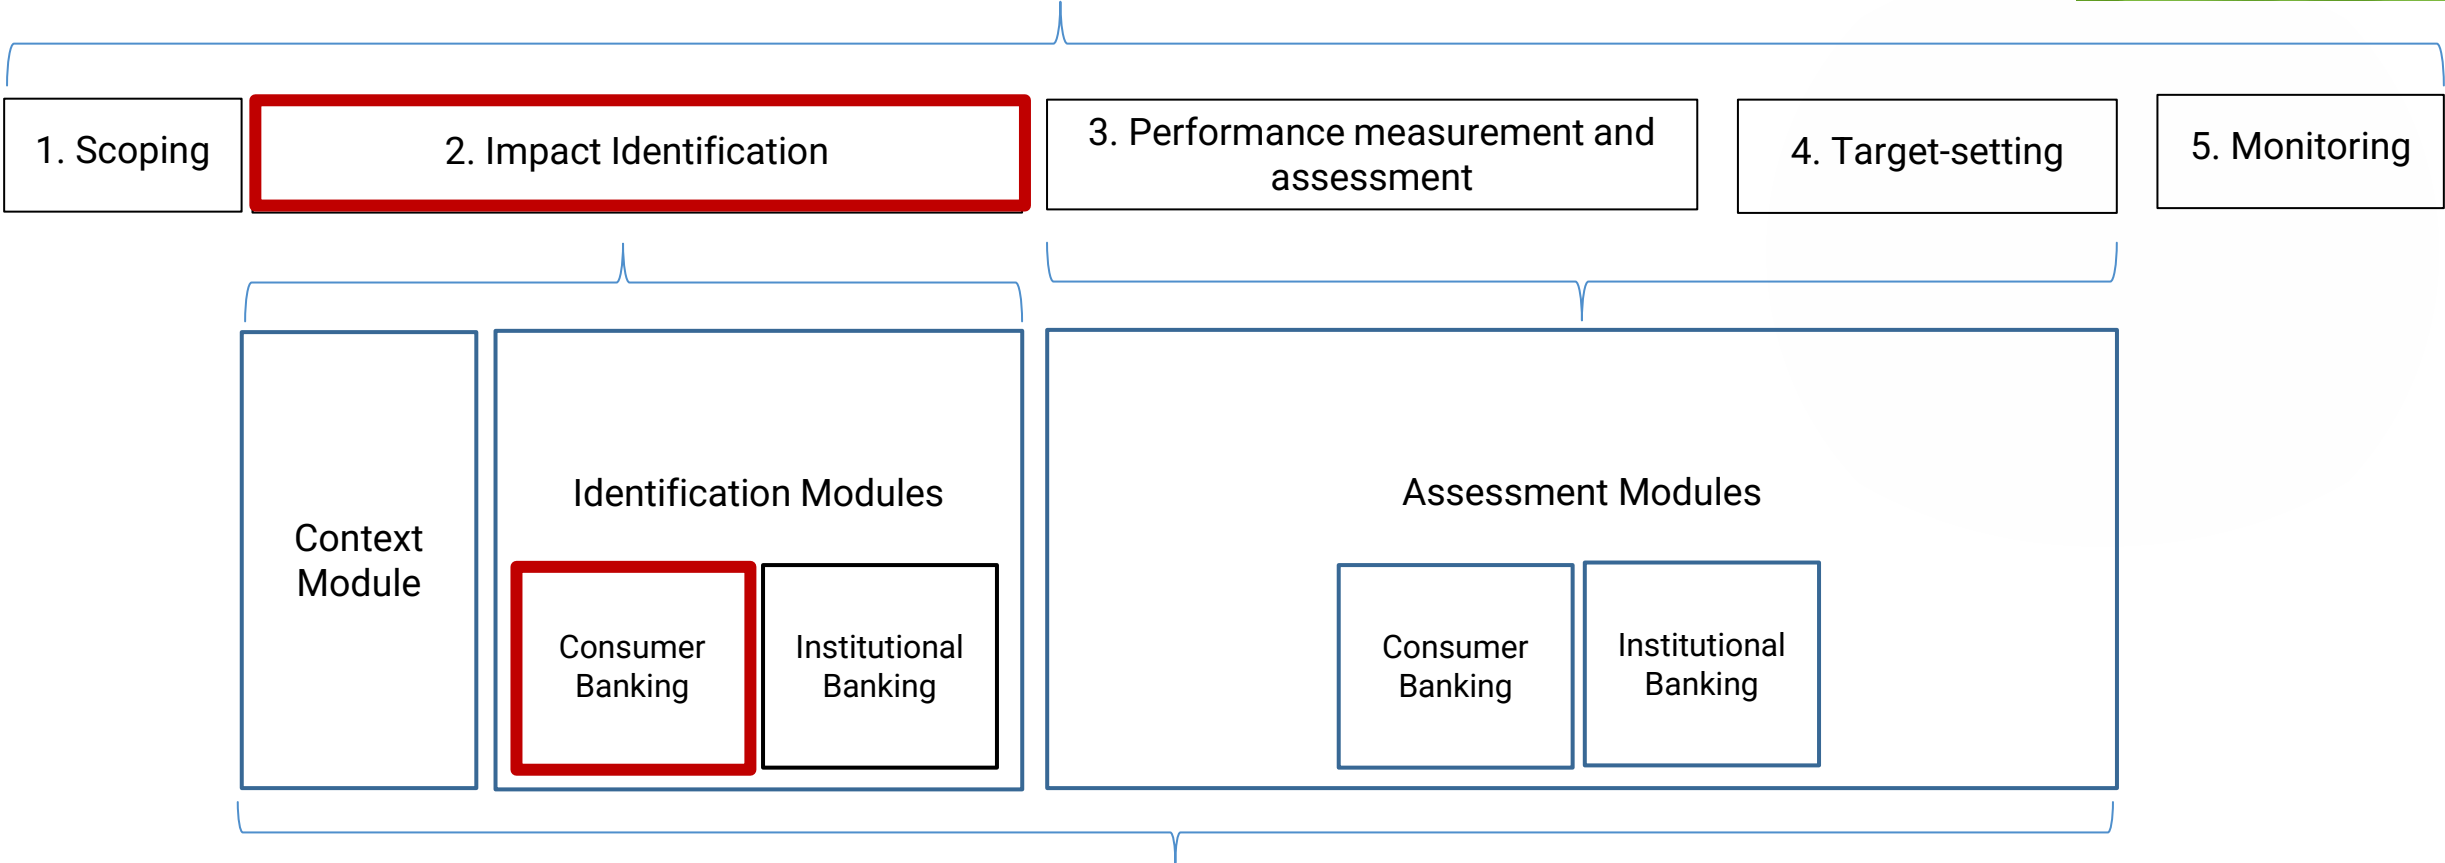 1. Scoping
2. Impact Identification
3. Performance measurement and
assessment
4. Target-setting
5. Monitoring
Context
Module
Identification Modules
Consumer
Banking
Institutional
Banking
Assessment Modules
Consumer
Banking
Institutional
Banking